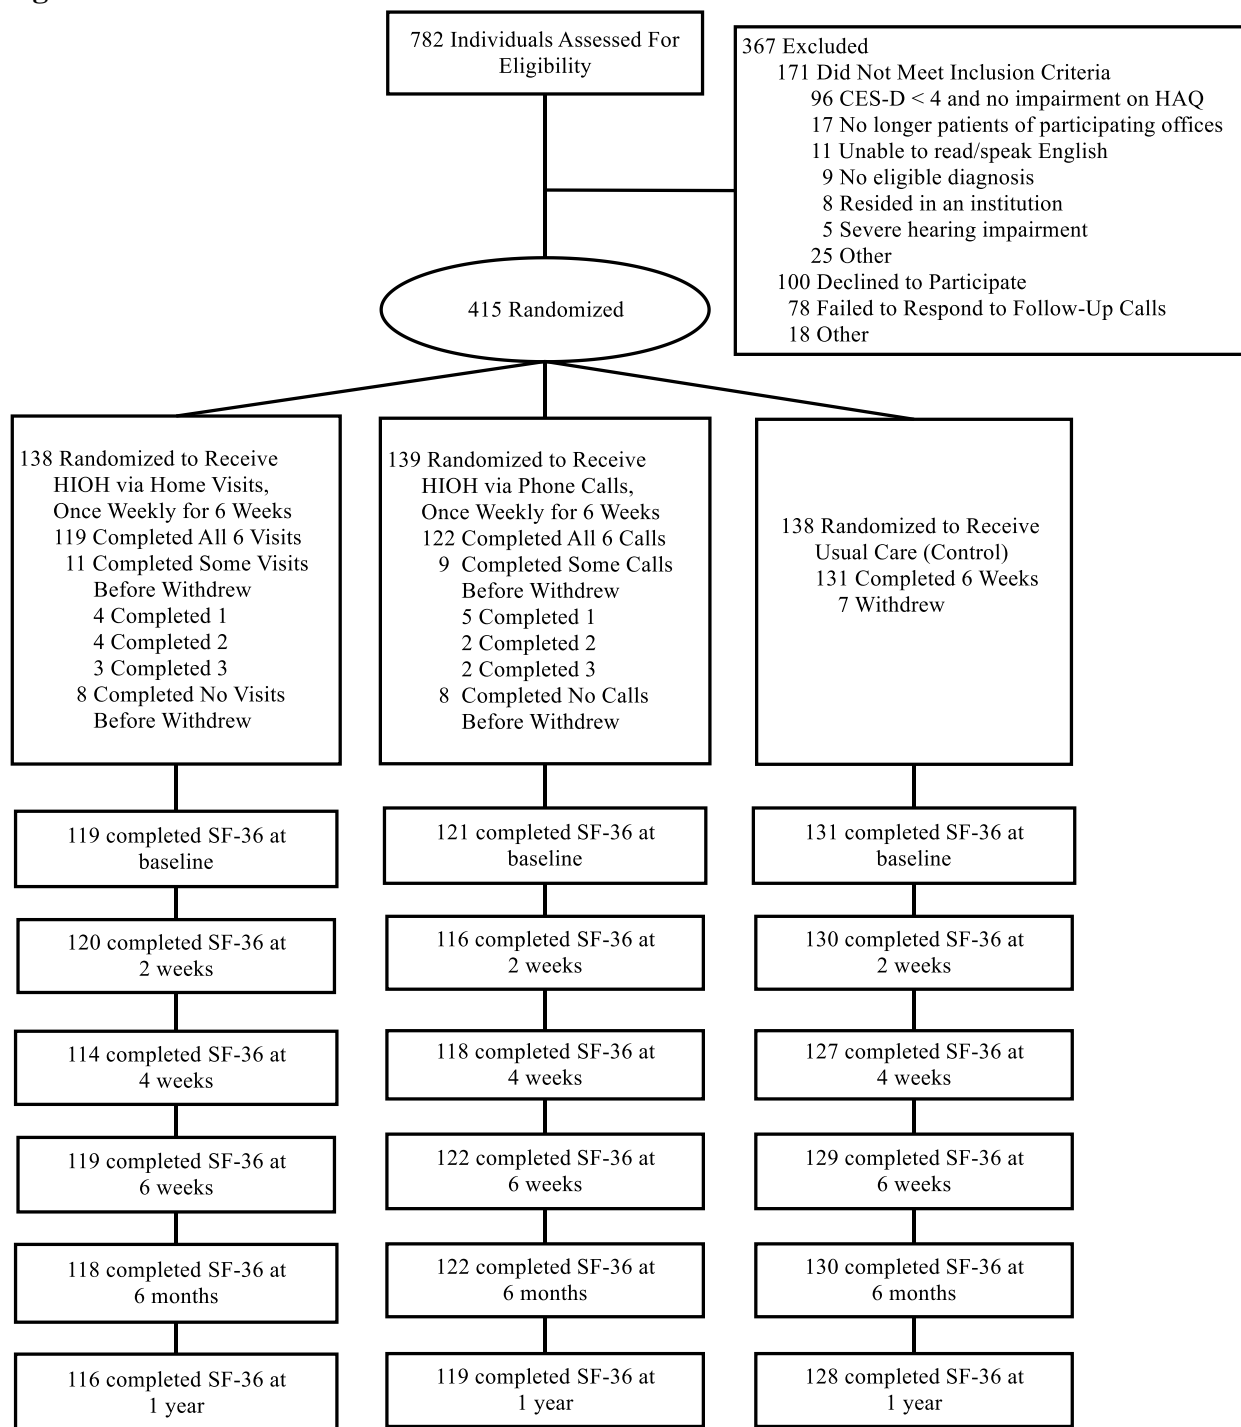 782 Individuals Assessed For
Eligibility
367 Excluded
171 Did Not Meet Inclusion Criteria
96 CES-D < 4 and no impairment on HAQ
17 No longer patients of participating offices
11 Unable to read/speak English
9 No eligible diagnosis
8 Resided in an institution
5 Severe hearing impairment
25 Other
100 Declined to Participate
78 Failed to Respond to Follow-Up Calls
18 Other
415 Randomized
138 Randomized to Receive
HIOH via Home Visits,
Once Weekly for 6 Weeks
119 Completed All 6 Visits
11 Completed Some Visits
Before Withdrew
4 Completed 1
4 Completed 2
3 Completed 3
8 Completed No Visits
Before Withdrew
139 Randomized to Receive
HIOH via Phone Calls,
Once Weekly for 6 Weeks
122 Completed All 6 Calls
9 Completed Some Calls
Before Withdrew
5 Completed 1
2 Completed 2
2 Completed 3
8 Completed No Calls
Before Withdrew
138 Randomized to Receive
Usual Care (Control)
131 Completed 6 Weeks
7 Withdrew
119 completed SF-36 at
baseline
121 completed SF-36 at
baseline
131 completed SF-36 at
baseline
120 completed SF-36 at
2 weeks
116 completed SF-36 at
2 weeks
130 completed SF-36 at
2 weeks
114 completed SF-36 at
4 weeks
118 completed SF-36 at
4 weeks
127 completed SF-36 at
4 weeks
119 completed SF-36 at
6 weeks
122 completed SF-36 at
6 weeks
129 completed SF-36 at
6 weeks
118 completed SF-36 at
6 months
122 completed SF-36 at
6 months
130 completed SF-36 at
6 months
116 completed SF-36 at
1 year
119 completed SF-36 at
1 year
128 completed SF-36 at
1 year